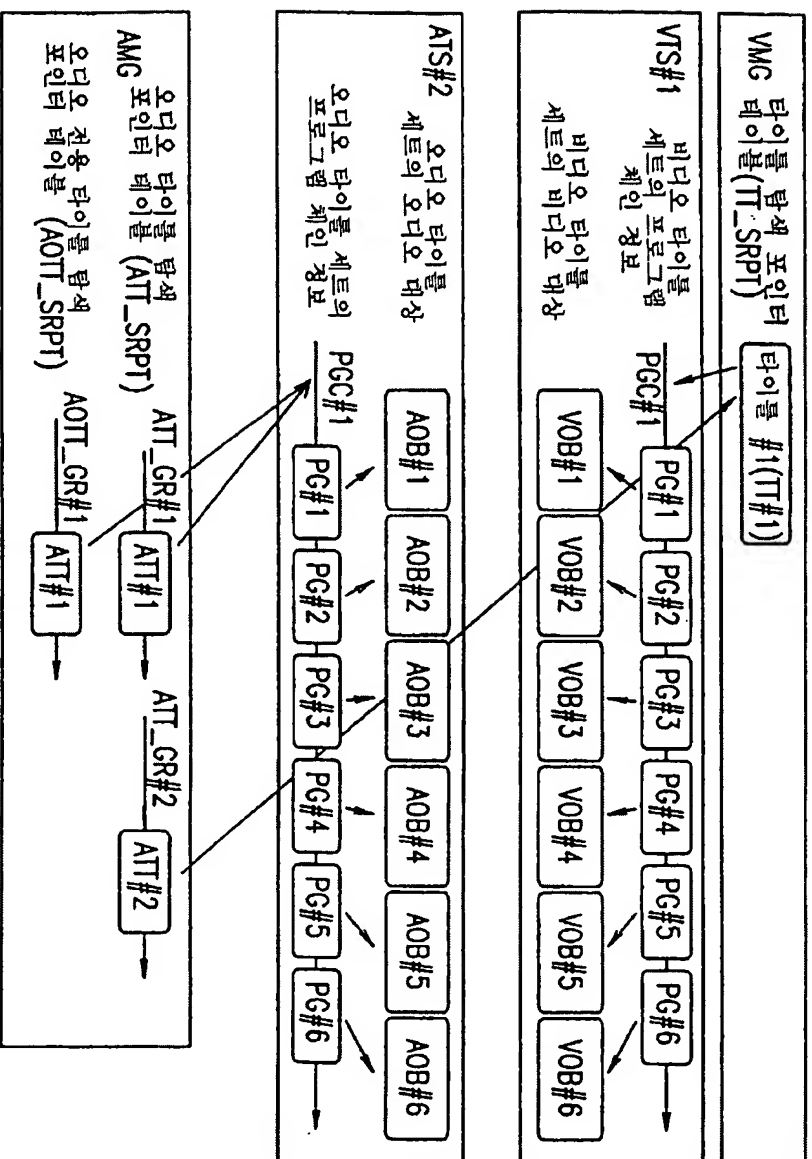 타이틀 탐색 포인터
VMG 테이블(TT_SRPT)
타이틀 #1(TT#1)
VTS#1
비디오 타이틀
세트의 프로그램
체인 정보
PGC#1
PG#1 PG#2 PG#3 PG#4 PG#5 PG#6
비디오 타이틀
세트의 비디오 대상
VOB#1 VOB#2 VOB#3 VOB#4 VOB#5 VOB#6
ATS#2
오디오 타이틀
세트의 오디오 대상
AOB#1 AOB#2 AOB#3 AOB#4 AOB#5 AOB#6
오디오 타이틀 세트의
프로그램 체인 정보
PGC#1
PG#1 PG#2 PG#3 PG#4 PG#5 PG#6
AMG
오디오 타이틀 탐색
포인터 테이블 (ATT_SRPT)
ATT_GR#1 ATT_GR#2
ATT#1 ATT#2
오디오 전용 타이틀 탐색
포인터 테이블 (AOTT_SRPT)
AOTT_GR#1
ATT#1